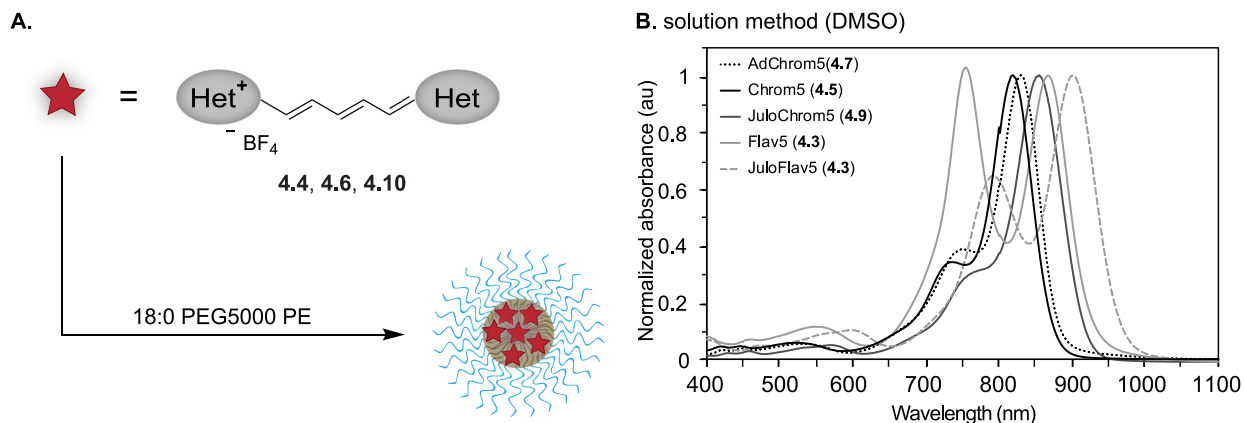 A.
=
Het+
Het
− BF4
4.4, 4.6, 4.10
18:0 PEG5000 PE
B. solution method (DMSO)
Normalized absorbance (au)
1
0.8
0.6
0.4
0.2
0
AdChrom5(4.7)
Chrom5 (4.5)
JuloChrom5 (4.9)
Flav5 (4.3)
JuloFlav5 (4.3)
400 500 600 700 800 900 1000 1100
Wavelength (nm)